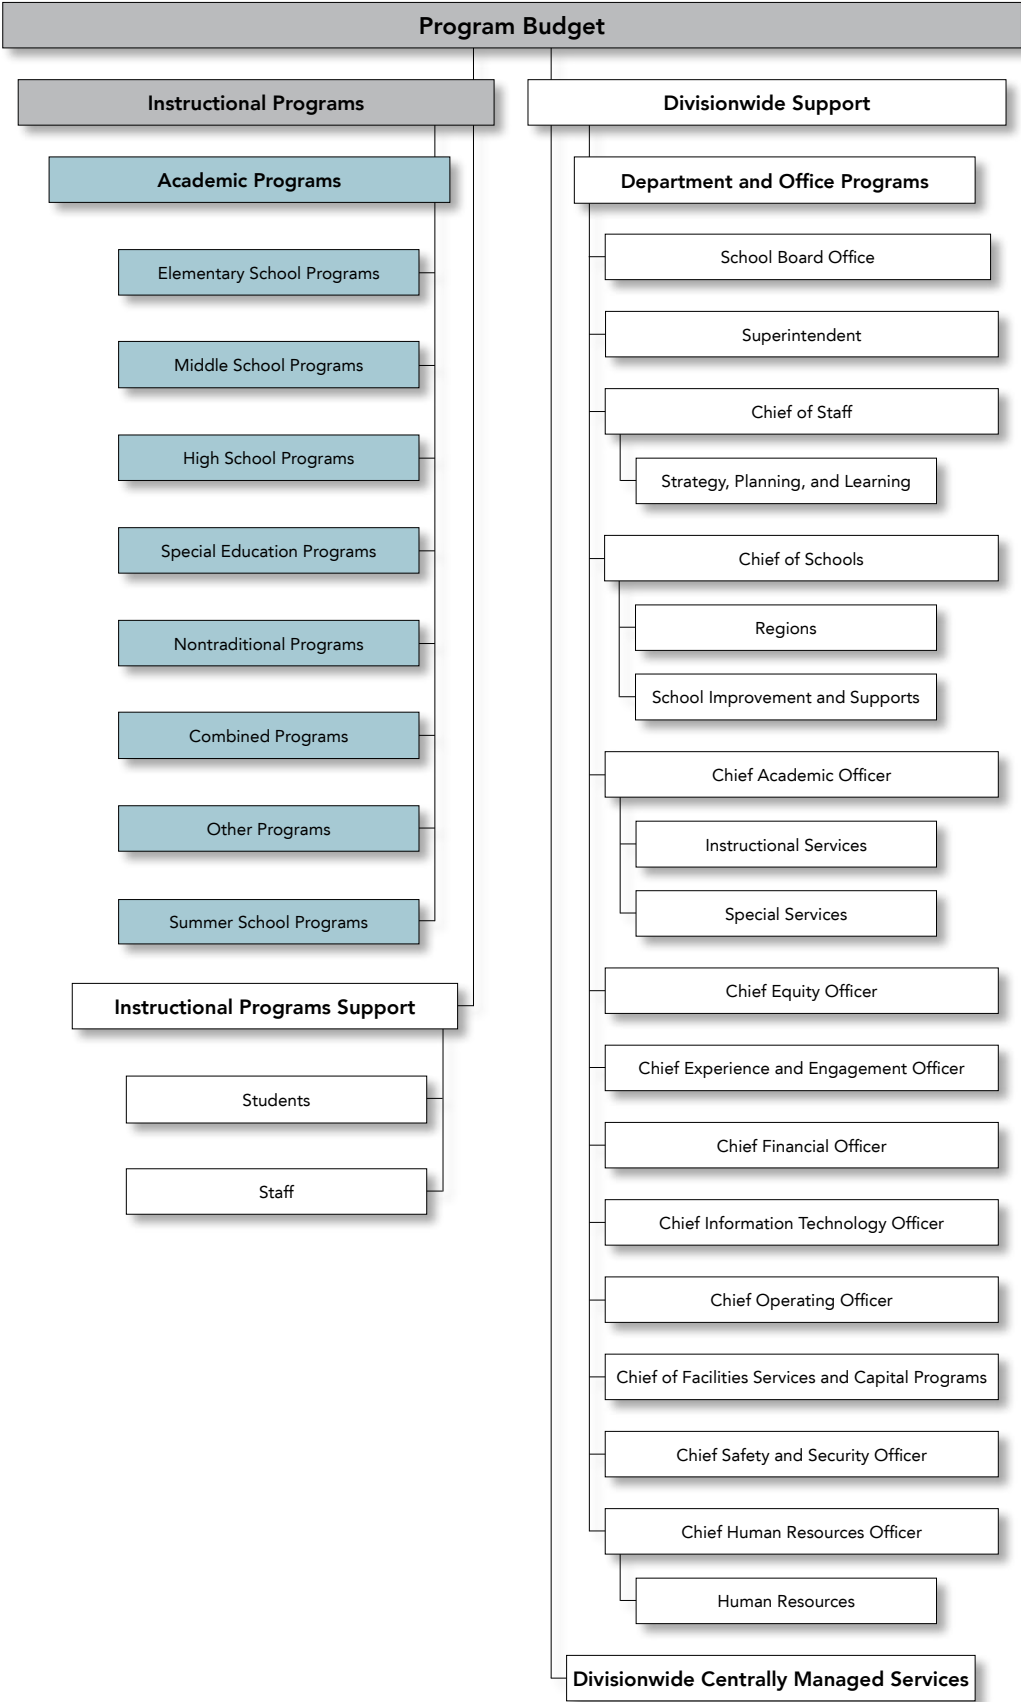 Program Budget
Instructional Programs
Academic Programs
Elementary School Programs
Middle School Programs
High School Programs
Special Education Programs
Nontraditional Programs
Combined Programs
Other Programs
Summer School Programs
Instructional Programs Support
Students
Staff
Divisionwide Support
Department and Office Programs
School Board Office
Superintendent
Chief of Staff
Strategy, Planning, and Learning
Chief of Schools
Regions
School Improvement and Supports
Chief Academic Officer
Instructional Services
Special Services
Chief Equity Officer
Chief Experience and Engagement Officer
Chief Financial Officer
Chief Information Technology Officer
Chief Operating Officer
Chief of Facilities Services and Capital Programs
Chief Safety and Security Officer
Chief Human Resources Officer
Human Resources
Divisionwide Centrally Managed Services